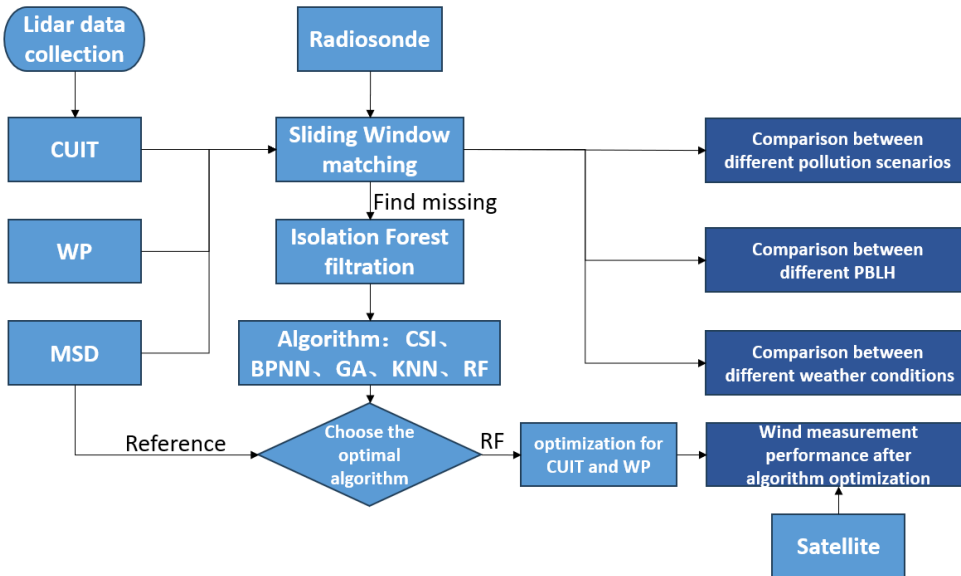 Lidar data
collection
Radiosonde
CUIT
Sliding Window
matching
Comparison between
different pollution scenarios
Find missing
WP
Isolation Forest
filtration
Comparison between
different PBLH
MSD
Algorithm：CSI、
BPNN、GA、KNN、RF
Comparison between
different weather conditions
Reference
Choose the
optimal
algorithm
RF
optimization for
CUIT and WP
Wind measurement
performance after
algorithm optimization
Satellite